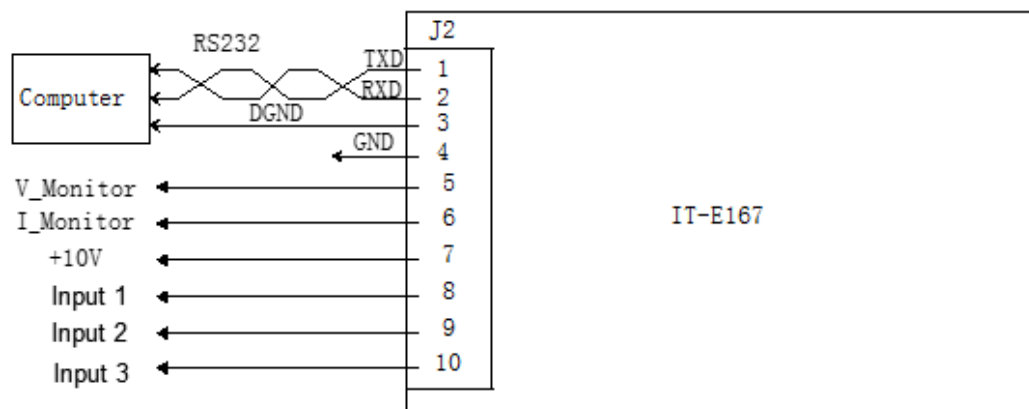 J2
RS232
TXD
1
Computer
RXD
2
DGND
3
GND
4
V_Monitor
5
I_Monitor
6
IT-E167
+10V
7
Input 1
8
Input 2
9
Input 3
10